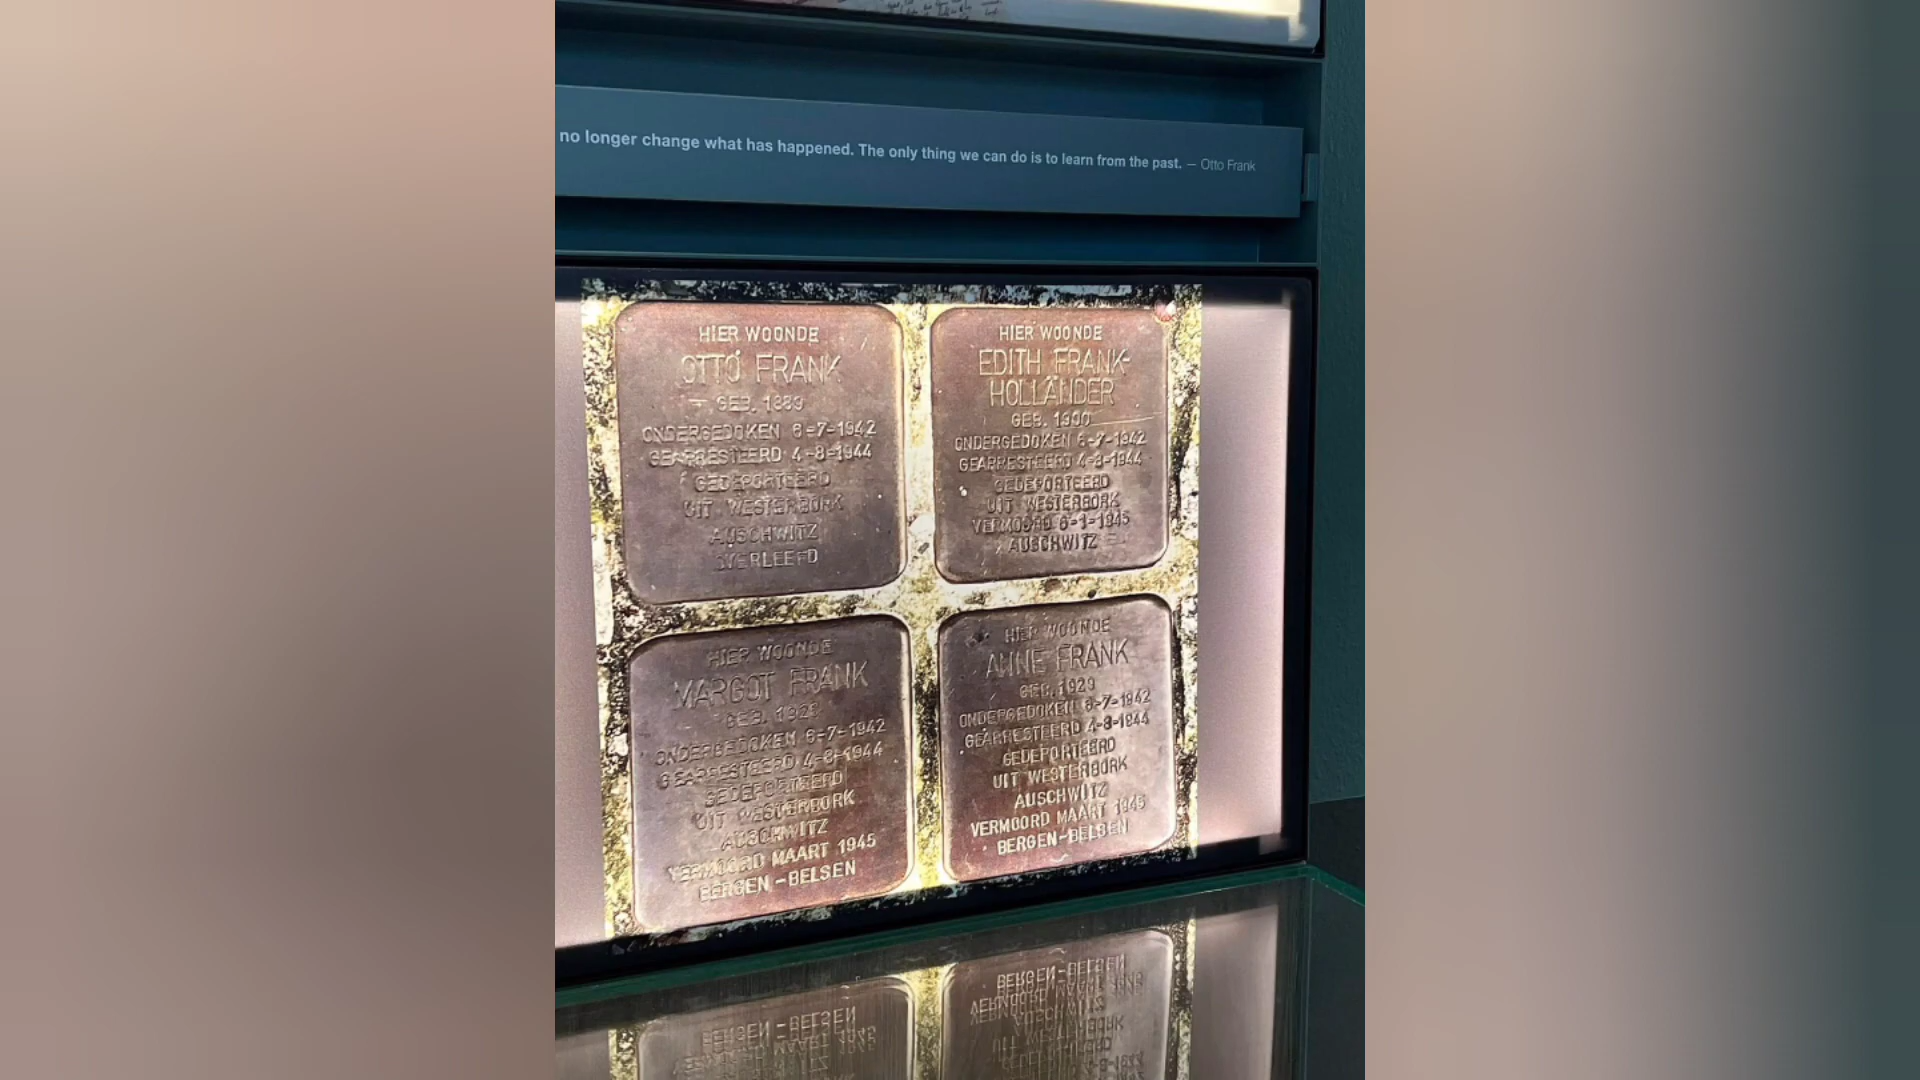 no longer change what has happened. The only thing we can do is to learn from the past. — Otto Frank
HIER WOONDE
OTTO FRANK
GEB. 1889
ONDERGEDOKEN 6-7-1942
GEARRESTEERD 4-8-1944
GEDEPORTEERD
UIT WESTERBORK
AUSCHWITZ
OVERLEEFD
HIER WOONDE
EDITH FRANK-
HOLLÄNDER
GEB. 1900
ONDERGEDOKEN 6-7-1942
GEARRESTEERD 4-8-1944
GEDEPORTEERD
UIT WESTERBORK
VERMOORD 6-1-1945
AUSCHWITZ
HIER WOONDE
MARGOT FRANK
GEB. 1926
ONDERGEDOKEN 6-7-1942
GEARRESTEERD 4-8-1944
GEDEPORTEERD
UIT WESTERBORK
AUSCHWITZ
VERMOORD MAART 1945
BERGEN-BELSEN
HIER WOONDE
ANNE FRANK
GEB. 1929
ONDERGEDOKEN 6-7-1942
GEARRESTEERD 4-8-1944
GEDEPORTEERD
UIT WESTERBORK
AUSCHWITZ
VERMOORD MAART 1945
BERGEN-BELSEN